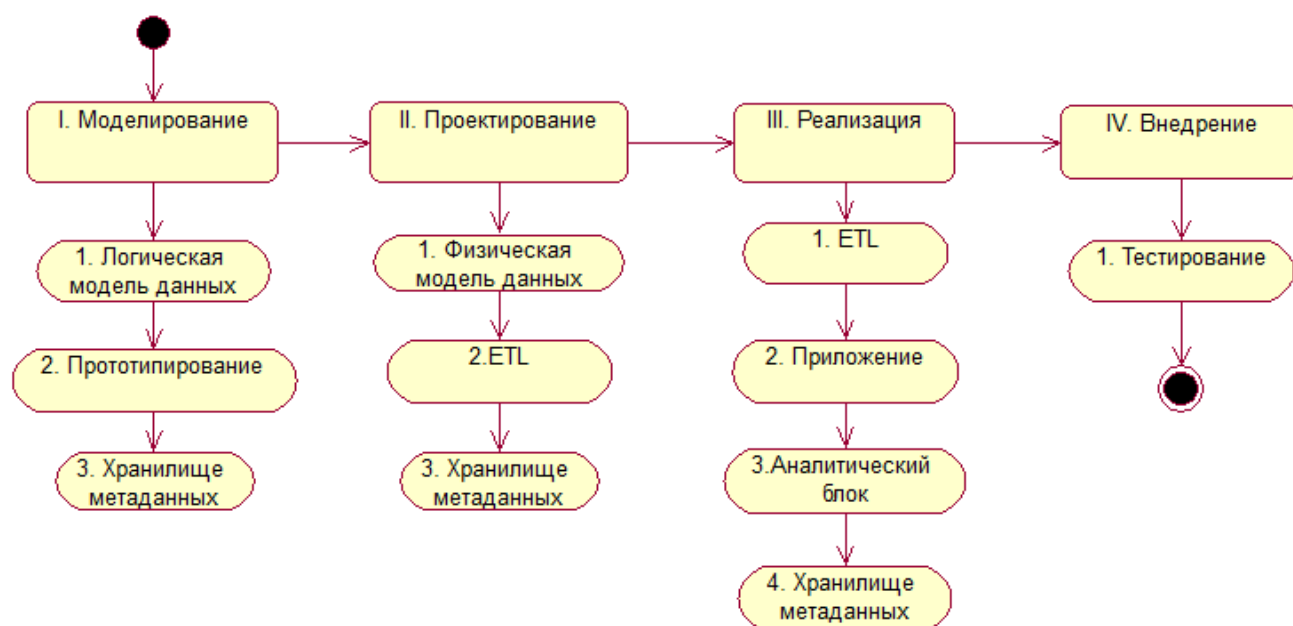 I. Моделирование
II. Проектирование
III. Реализация
IV. Внедрение
1. Логическая
модель данных
1. Физическая
модель данных
1. ETL
1. Тестирование
2. Прототипирование
2.ETL
2. Приложение
3. Хранилище
метаданных
3. Хранилище
метаданных
3.Аналитический
блок
4. Хранилище
метаданных